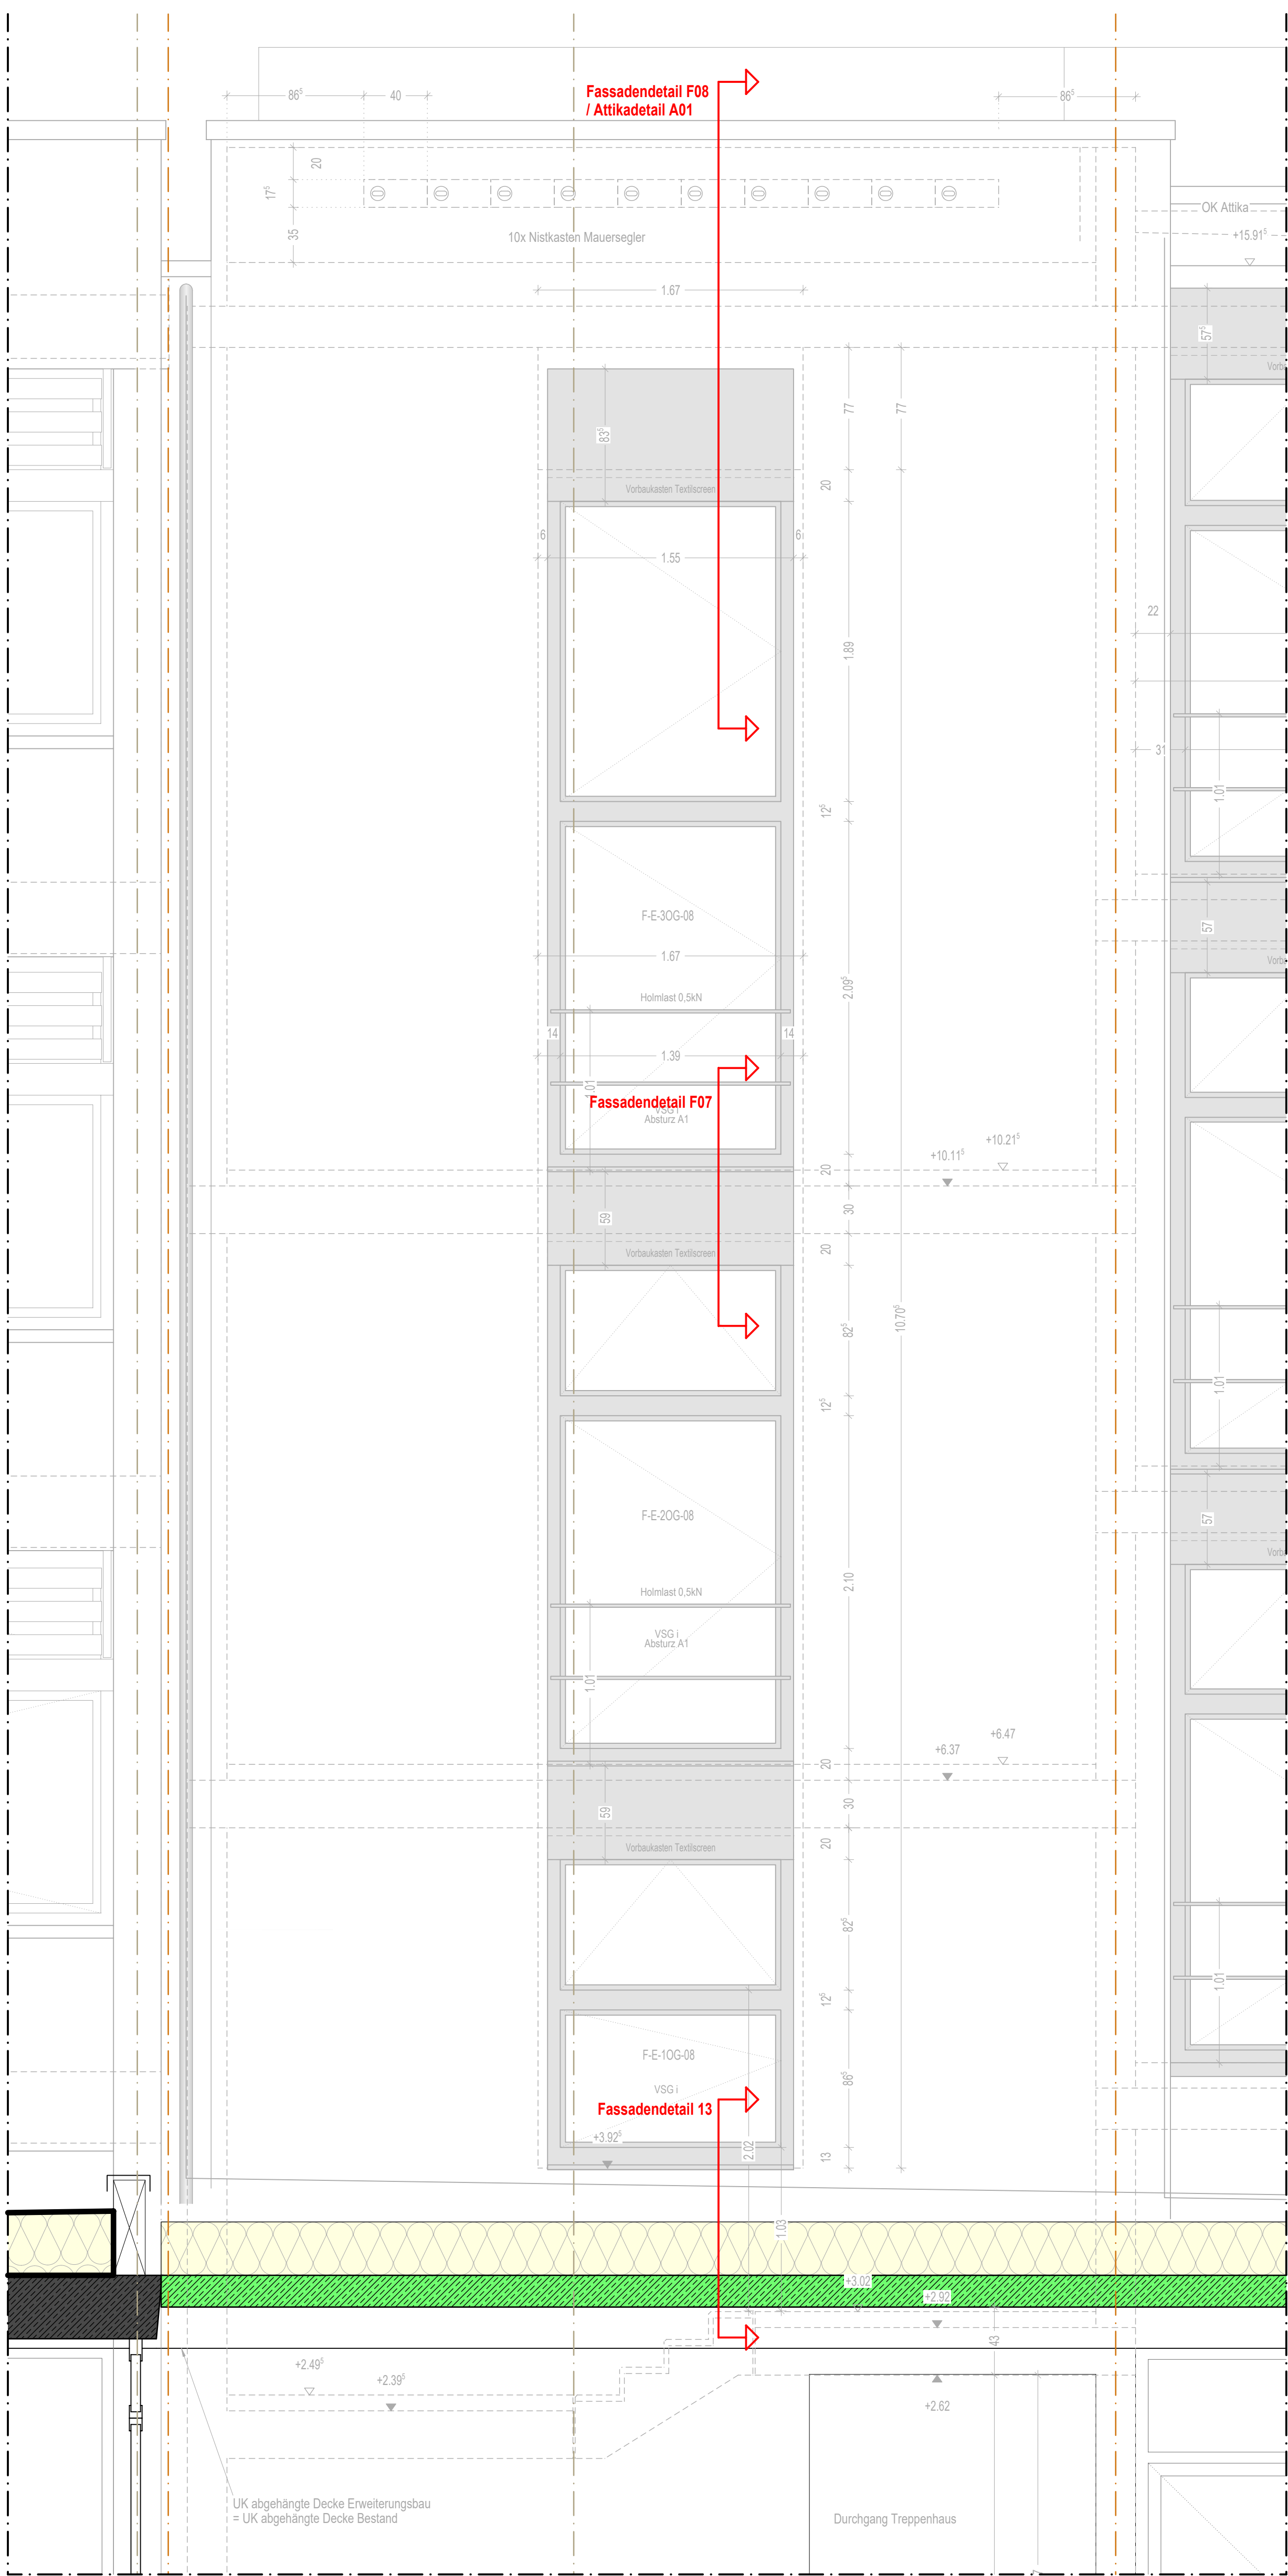 Fassadendetail F08
/ Attikadetail A01
86⁵
40
86⁵
20
17⁵
35
10x Nistkasten Mauersegler
OK Attika
+15.91⁵
1.67
57⁵
77
77
83⁵
20
Vorbaukasten Textilscreen
6
1.55
6
1.89
22
31
1.01
12⁵
F-E-3OG-08
1.67
57
2.09⁵
Holmlast 0,5kN
14
1.39
14
Fassadendetail F07
Absturz A1
+10.21⁵
+10.11⁵
20
59
30
20
Vorbaukasten Textilscreen
82⁵
10.70⁵
1.01
12⁵
F-E-2OG-08
57
2.10
Holmlast 0,5kN
VSG i
Absturz A1
1.01
+6.47
+6.37
20
59
30
20
Vorbaukasten Textilscreen
82⁵
1.01
12⁵
F-E-1OG-08
VSG i
86⁵
Fassadendetail 13
+3.92⁵
2.02
13
1.03
+3.02
+2.92
43
+2.49⁵
+2.39⁵
+2.62
UK abgehängte Decke Erweiterungsbau
= UK abgehängte Decke Bestand
Durchgang Treppenhaus